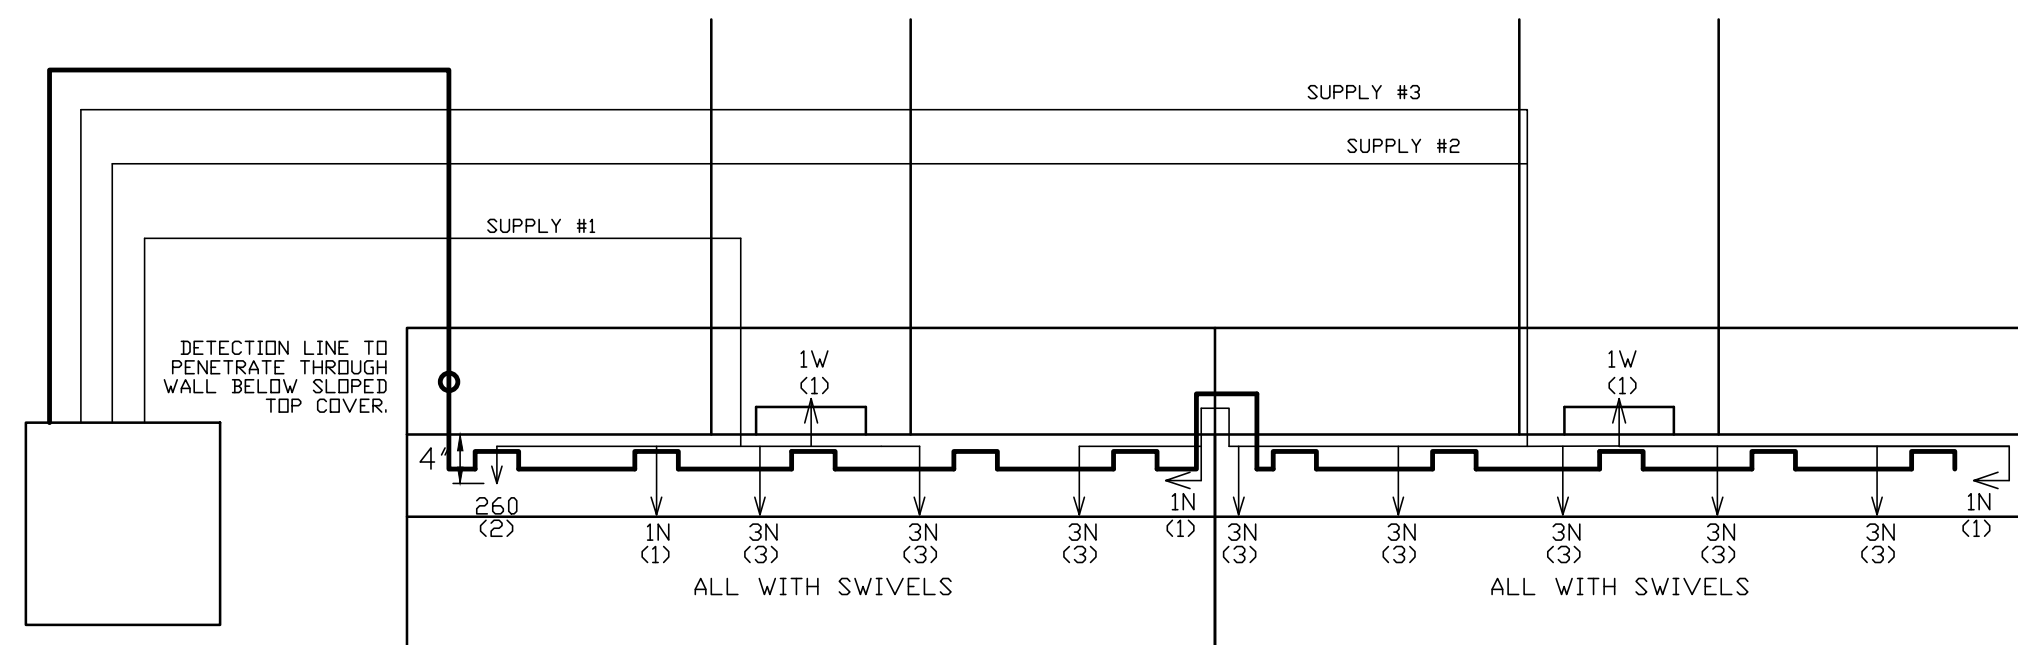 SUPPLY #3
SUPPLY #2
SUPPLY #1
DETECTION LINE TO
PENETRATE THROUGH
WALL BELOW SLOPED
TOP COVER.
1W
(1)
1W
(1)
4"
260
(2)
1N
(1)
3N
(3)
3N
(3)
3N
(3)
1N
(1)
3N
(3)
3N
(3)
3N
(3)
3N
(3)
3N
(3)
1N
(1)
ALL WITH SWIVELS
ALL WITH SWIVELS